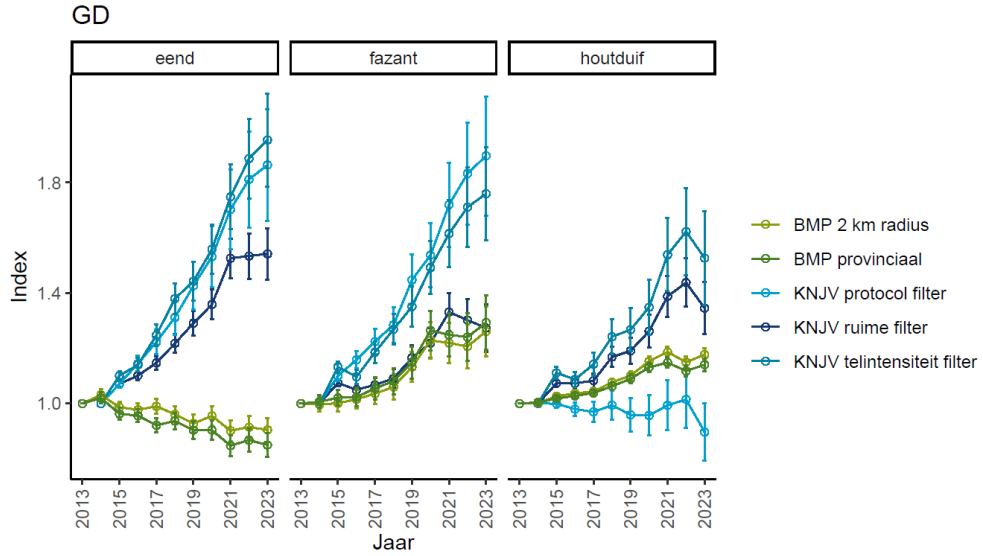 GD
eend fazant houtduif
1.8
1.4
1.0
Index
2013 2015 2017 2019 2021 2023 2013 2015 2017 2019 2021 2023 2013 2015 2017 2019 2021 2023
Jaar
BMP 2 km radius
BMP provinciaal
KNJV protocol filter
KNJV ruime filter
KNJV telintensiteit filter